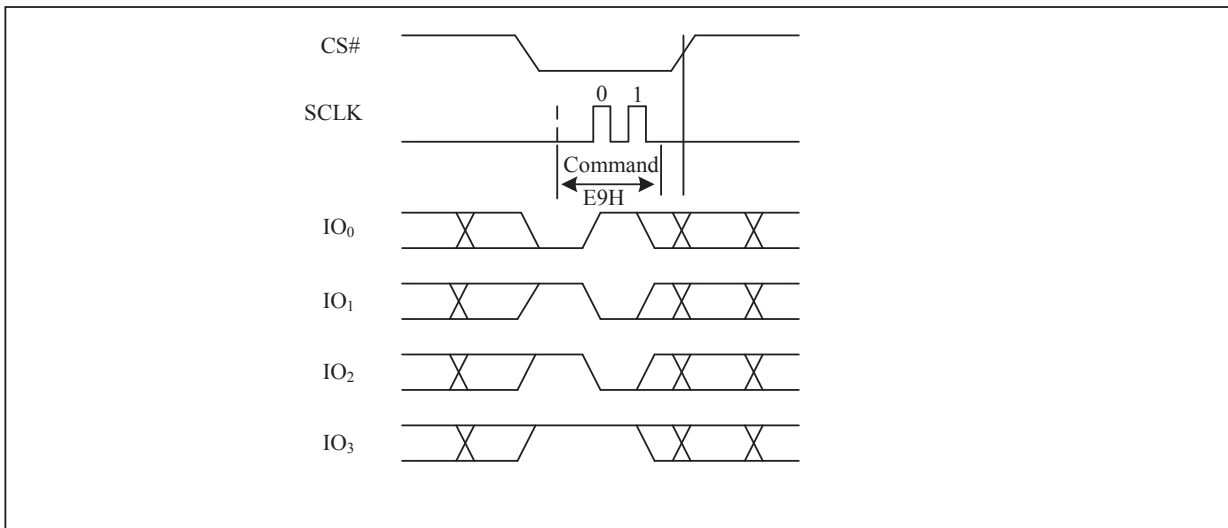 CS#
0 1
SCLK
Command
E9H
IO₀
IO₁
IO₂
IO₃